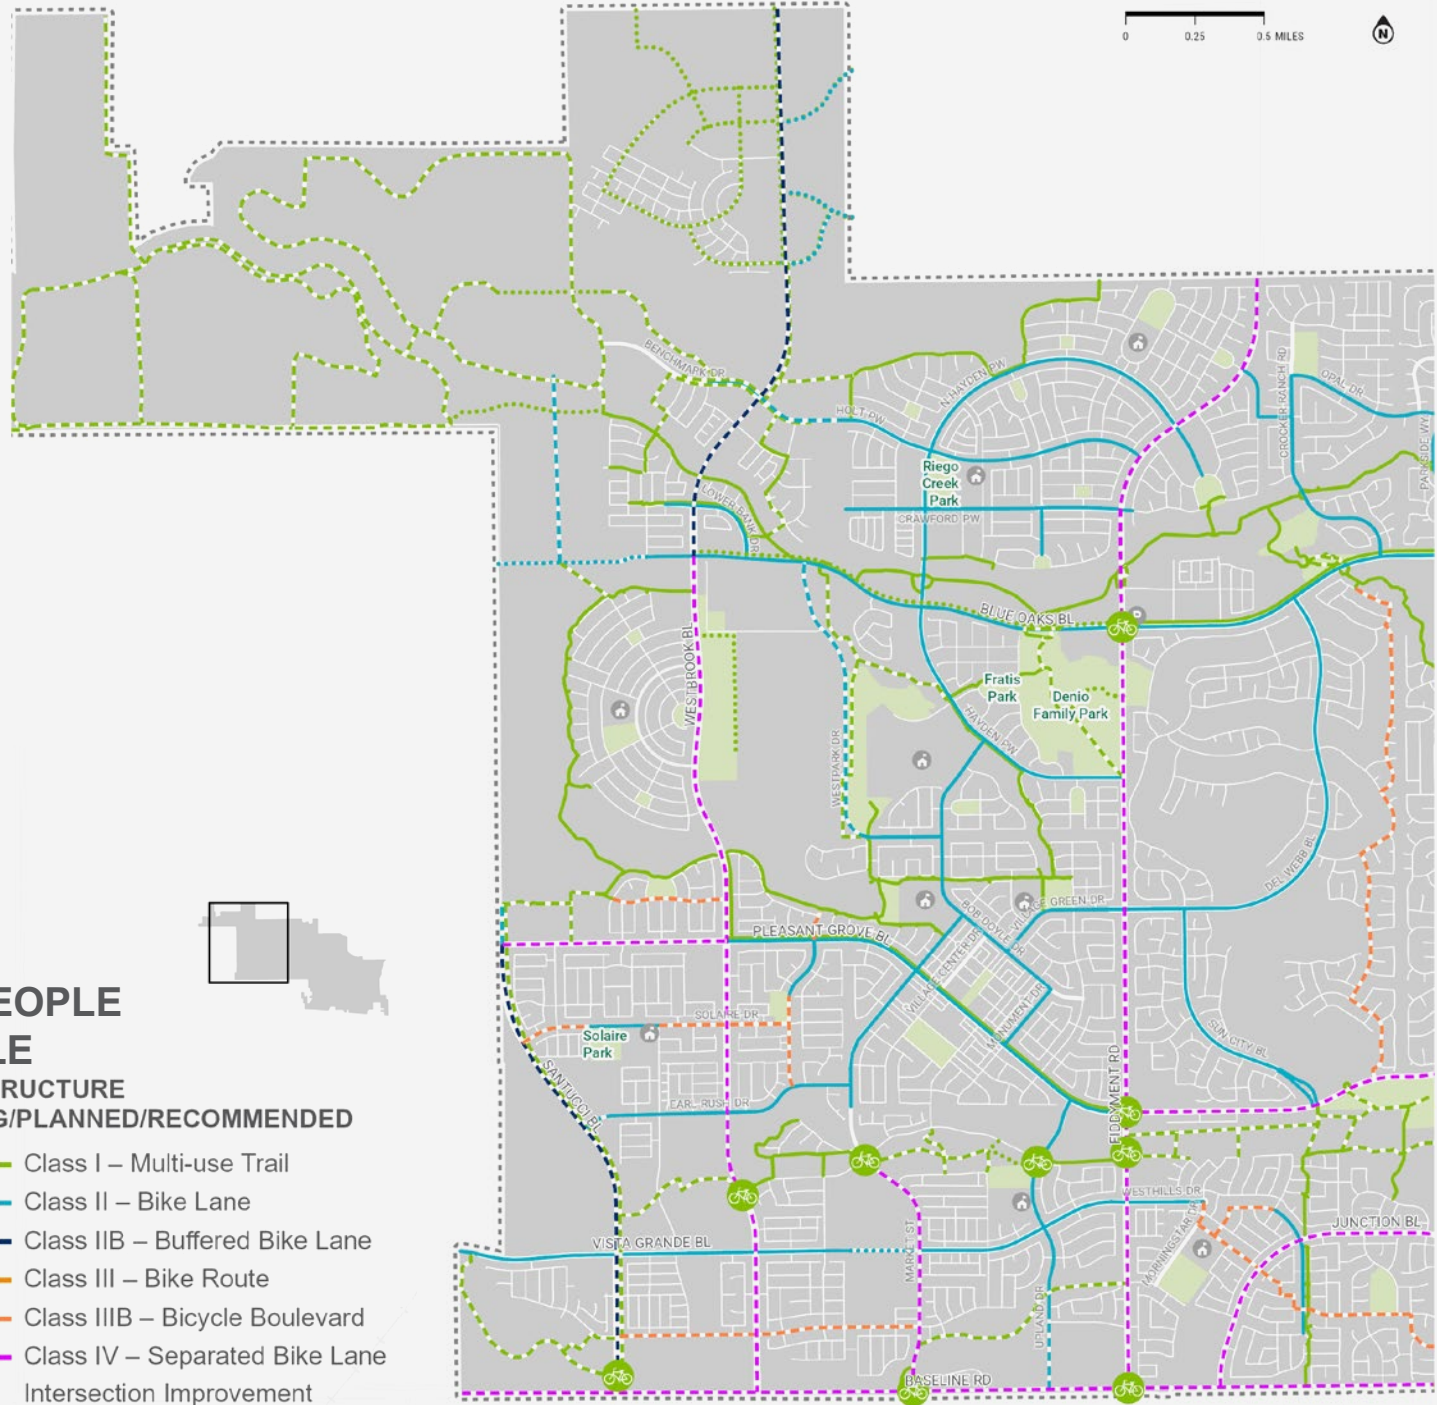 0 0.25 0.5 MILES
N
BENCHMARK DR
N HAYDEN PW
HOLT PW
CROCKER RANCH RD
OPAL DR
PARKSIDE WY
Riego
Creek
Park
LOWER BANK DR
CRAWFORD PW
BLUE OAKS BL
WESTBROOK BL
Fratis
Park
Denio
Family Park
HAYDEN PW
WESTPARK DR
DEL WEBB BL
BOB DOYLE DR
VILLAGE GREEN DR
PLEASANT GROVE BL
VILLAGE CENTER DR
MONUMENT DR
SOLAIRE DR
Solaire
Park
SUN CITY BL
SANTUCCI BL
EARL RUSH DR
FIDDYMENT RD
WESTHILLS DR
MORNINGSTAR DR
JUNCTION BL
VISTA GRANDE BL
MARKET ST
UPLAND DR
BASELINE RD
EOPLE
LE
RUCTURE
G/PLANNED/RECOMMENDED
Class I – Multi-use Trail
Class II – Bike Lane
Class IIB – Buffered Bike Lane
Class III – Bike Route
Class IIIB – Bicycle Boulevard
Class IV – Separated Bike Lane
Intersection Improvement